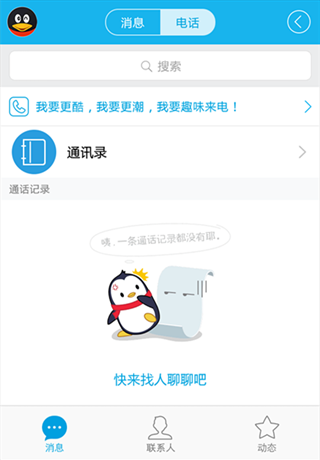 消息 电话
搜索
我要更酷，我要更潮，我要趣味来电！
通讯录
通话记录
咦,一条通话记录都没有耶。
快来找人聊聊吧
消息 联系人 动态